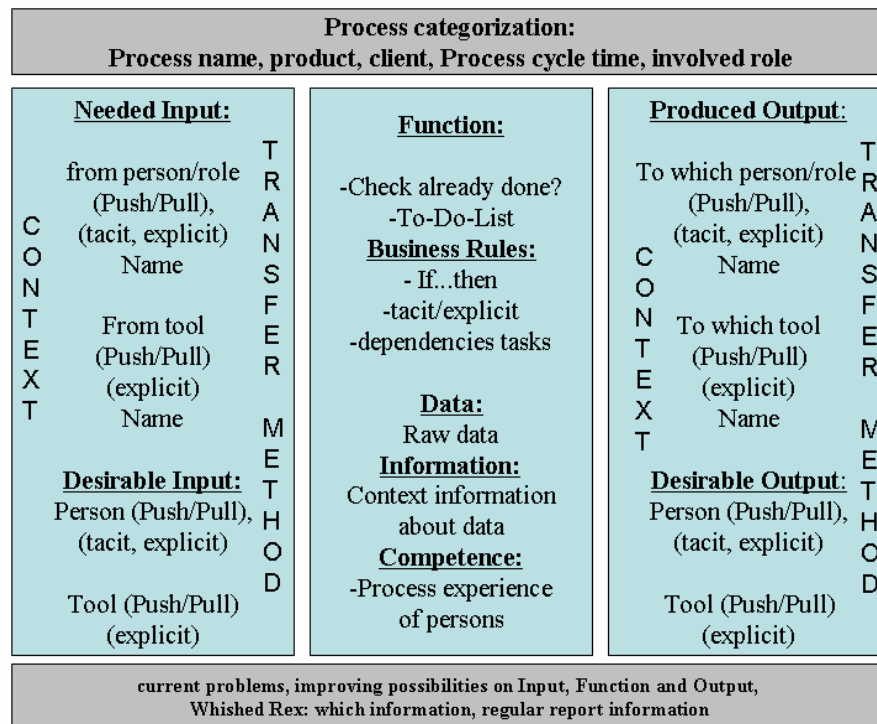 Process categorization:
Process name, product, client, Process cycle time, involved role
Needed Input:
from person/role
(Push/Pull),
(tacit, explicit)
Name
From tool
(Push/Pull)
(explicit)
Name
Desirable Input:
Person (Push/Pull),
(tacit, explicit)
Tool (Push/Pull)
(explicit)
CONTEXT
TRANSFER METHOD
Function:
-Check already done?
-To-Do-List
Business Rules:
- If...then
-tacit/explicit
-dependencies tasks
Data:
Raw data
Information:
Context information
about data
Competence:
-Process experience
of persons
Produced Output:
To which person/role
(Push/Pull),
(tacit, explicit)
Name
To which tool
(Push/Pull)
(explicit)
Name
Desirable Output:
Person (Push/Pull),
(tacit, explicit)
Tool (Push/Pull)
(explicit)
CONTEXT
TRANSFER METHOD
current problems, improving possibilities on Input, Function and Output,
Whished Rex: which information, regular report information